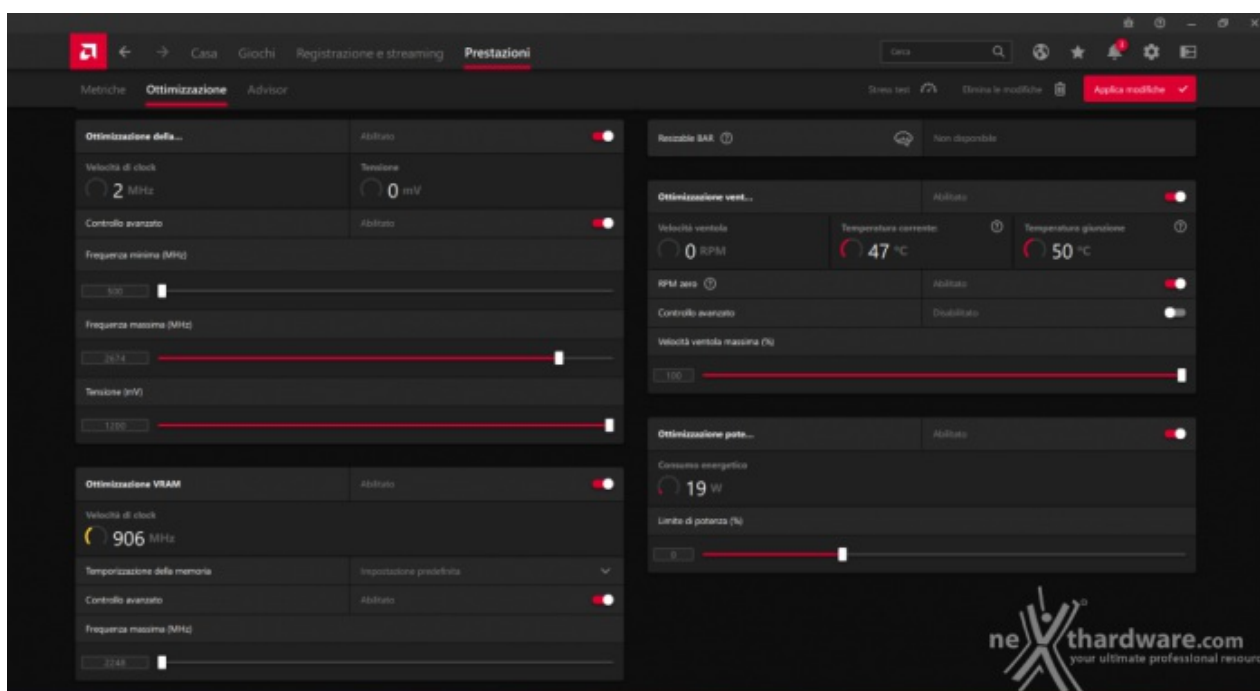 Casa Giochi Registrazione e streaming Prestazioni
Cerca
Metriche Ottimizzazione Advisor
Stress test Elimina le modifiche Applica modifiche
Ottimizzazione della... Abilitato
Velocità di clock Tensione
2 MHz 0 mV
Controllo avanzato Abilitato
Frequenza minima (MHz)
500
Frequenza massima (MHz)
2674
Tensione (mV)
1200
Ottimizzazione VRAM Abilitato
Velocità di clock
906 MHz
Temporizzazione della memoria Impostazione predefinita
Controllo avanzato Abilitato
Frequenza massima (MHz)
2248
Resizable BAR Non disponibile
Ottimizzazione vent... Abilitato
Velocità ventola Temperatura corrente Temperatura giunzione
0 RPM 47 °C 50 °C
RPM zero Abilitato
Controllo avanzato Disabilitato
Velocità ventola massima (%)
100
Ottimizzazione pote... Abilitato
Consumo energetico
19 W
Limite di potenza (%)
0
nexthardware.com
your ultimate professional resourc